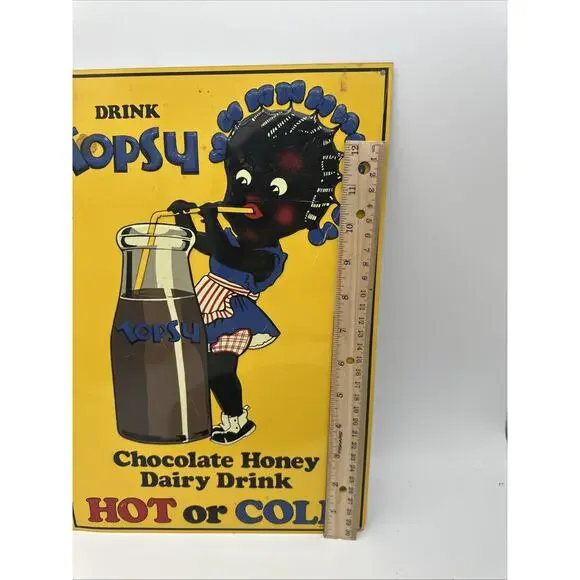 DRINK
TOPSY
TOPSY
Chocolate Honey
Dairy Drink
HOT or COL